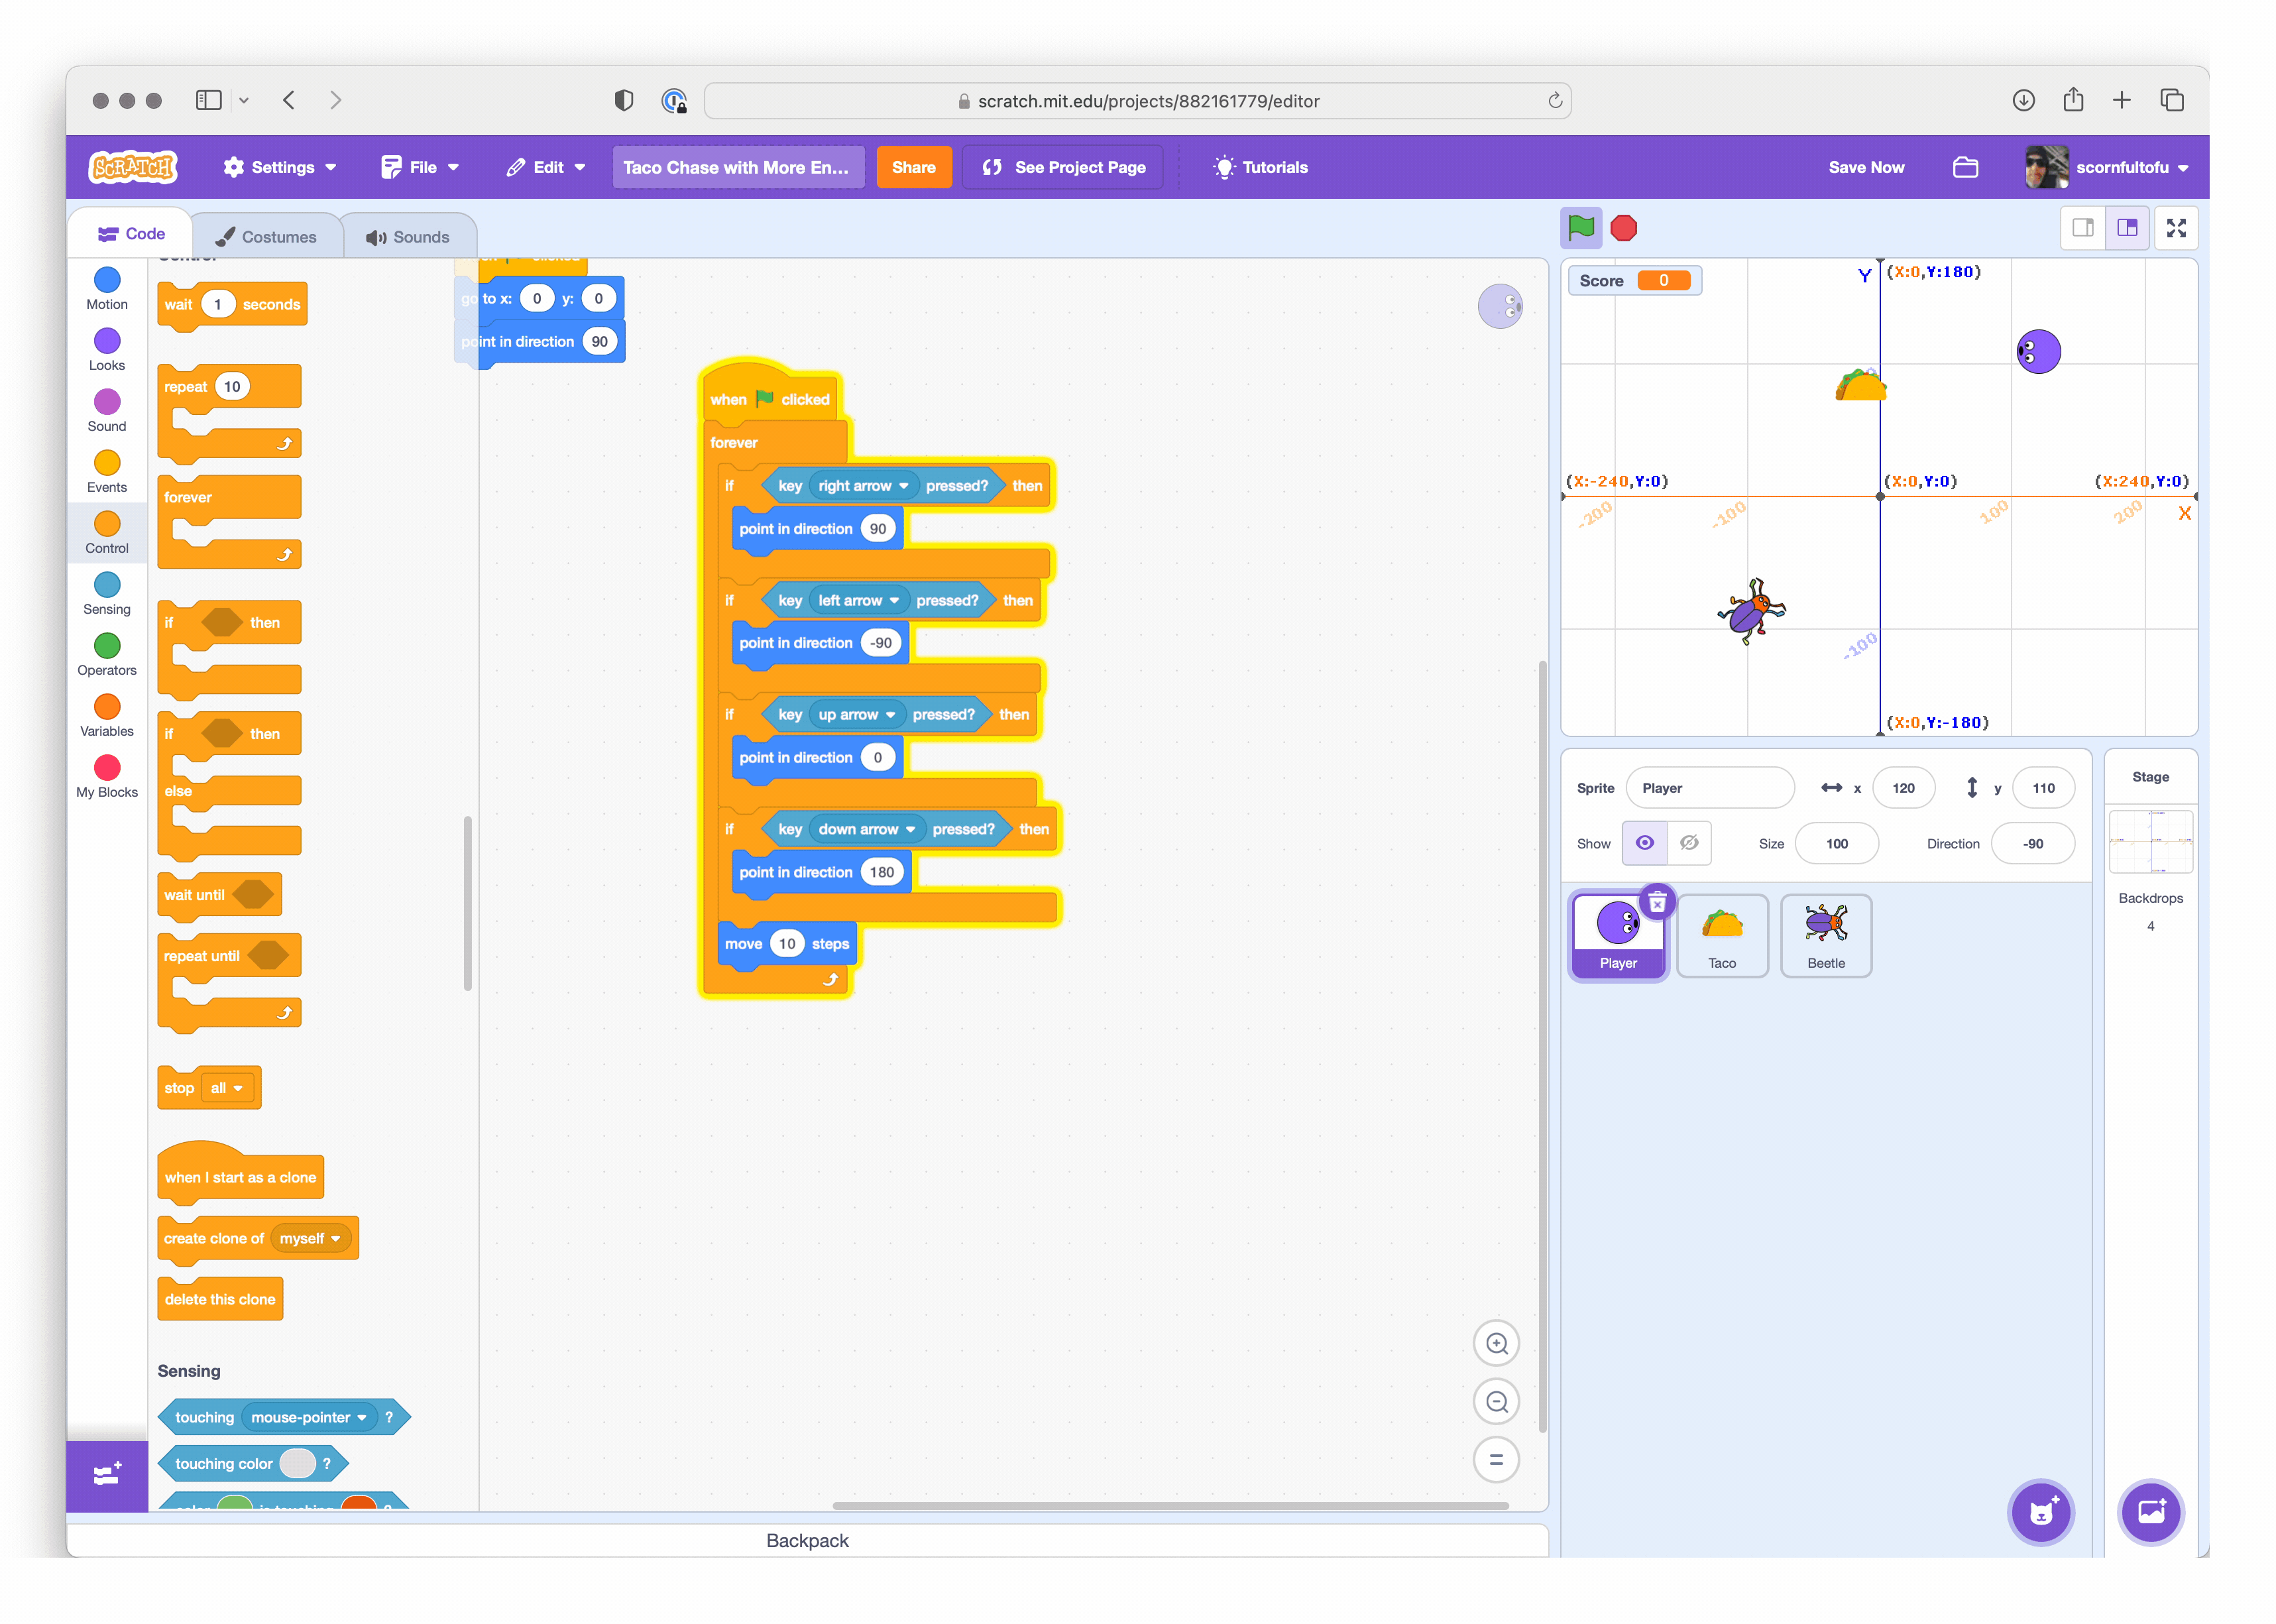 scratch.mit.edu/projects/882161779/editor
SCRATCH Settings File Edit Taco Chase with More En... Share See Project Page Tutorials Save Now scornfultofu
Code Costumes Sounds
Motion
Looks
Sound
Events
Control
Sensing
Operators
Variables
My Blocks
Control
wait 1 seconds
repeat 10
forever
if then
if then
else
wait until
repeat until
stop all
when I start as a clone
create clone of myself
delete this clone
Sensing
touching mouse-pointer ?
touching color ?
clicked
go to x: 0 y: 0
point in direction 90
when clicked
forever
if key right arrow pressed? then
point in direction 90
if key left arrow pressed? then
point in direction -90
if key up arrow pressed? then
point in direction 0
if key down arrow pressed? then
point in direction 180
move 10 steps
Backpack
Score 0
Y (X:0,Y:180)
(X:-240,Y:0) (X:0,Y:0) (X:240,Y:0)
-200 -100 100 200 X
-100
(X:0,Y:-180)
Sprite Player x 120 y 110
Show Size 100 Direction -90
Player Taco Beetle
Stage
Backdrops
4